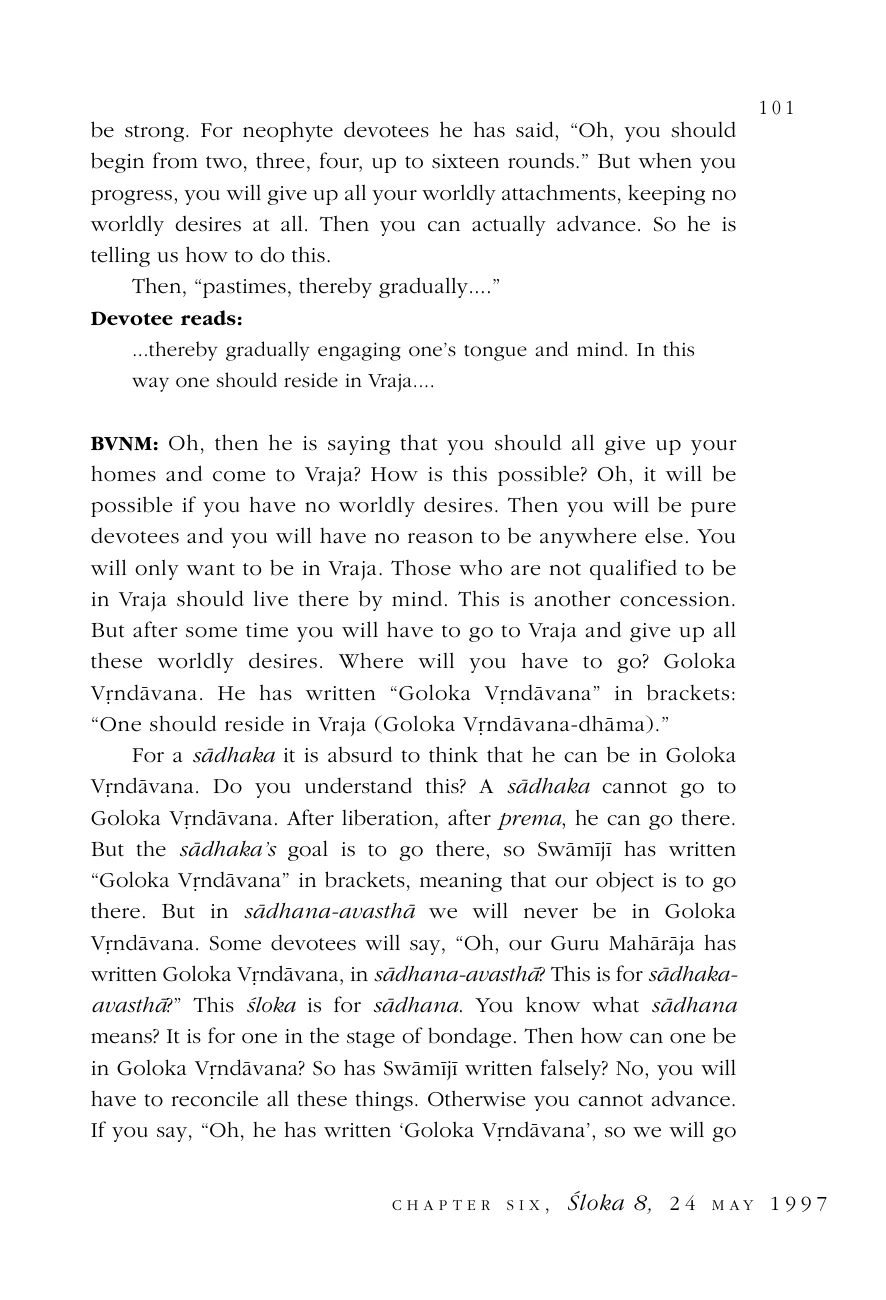 101
be strong. For neophyte devotees he has said, “Oh, you should
begin from two, three, four, up to sixteen rounds.” But when you
progress, you will give up all your worldly attachments, keeping no
worldly desires at all. Then you can actually advance. So he is
telling us how to do this.
Then, “pastimes, thereby gradually....”
Devotee reads:
...thereby gradually engaging one’s tongue and mind. In this
way one should reside in Vraja....
BVNM: Oh, then he is saying that you should all give up your
homes and come to Vraja? How is this possible? Oh, it will be
possible if you have no worldly desires. Then you will be pure
devotees and you will have no reason to be anywhere else. You
will only want to be in Vraja. Those who are not qualified to be
in Vraja should live there by mind. This is another concession.
But after some time you will have to go to Vraja and give up all
these worldly desires. Where will you have to go? Goloka
Vṛndāvana. He has written “Goloka Vṛndāvana” in brackets:
“One should reside in Vraja (Goloka Vṛndāvana-dhāma).”
For a sādhaka it is absurd to think that he can be in Goloka
Vṛndāvana. Do you understand this? A sādhaka cannot go to
Goloka Vṛndāvana. After liberation, after prema, he can go there.
But the sādhaka’s goal is to go there, so Swāmījī has written
“Goloka Vṛndāvana” in brackets, meaning that our object is to go
there. But in sādhana-avasthā we will never be in Goloka
Vṛndāvana. Some devotees will say, “Oh, our Guru Mahārāja has
written Goloka Vṛndāvana, in sādhana-avasthā? This is for sādhaka-
avasthā?” This śloka is for sādhana. You know what sādhana
means? It is for one in the stage of bondage. Then how can one be
in Goloka Vṛndāvana? So has Swāmījī written falsely? No, you will
have to reconcile all these things. Otherwise you cannot advance.
If you say, “Oh, he has written ‘Goloka Vṛndāvana’, so we will go
CHAPTER SIX, Śloka 8, 24 MAY 1997